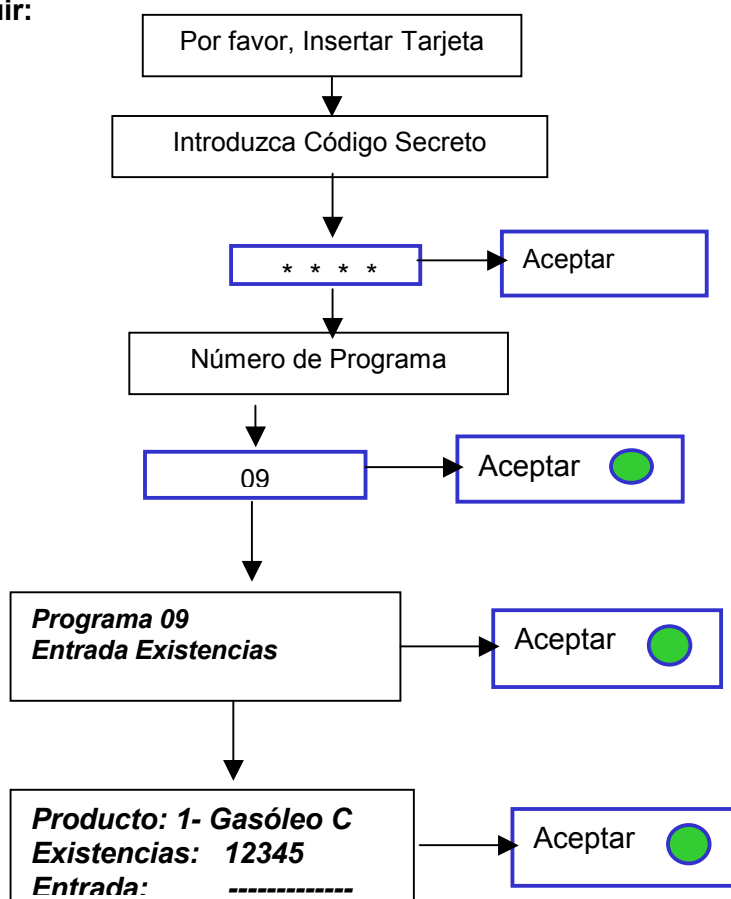 uir:
Por favor, Insertar Tarjeta
Introduzca Código Secreto
* * * *
Aceptar
Número de Programa
09
Aceptar
Programa 09
Entrada Existencias
Aceptar
Producto: 1- Gasóleo C
Existencias: 12345
Entrada: -------------
Aceptar